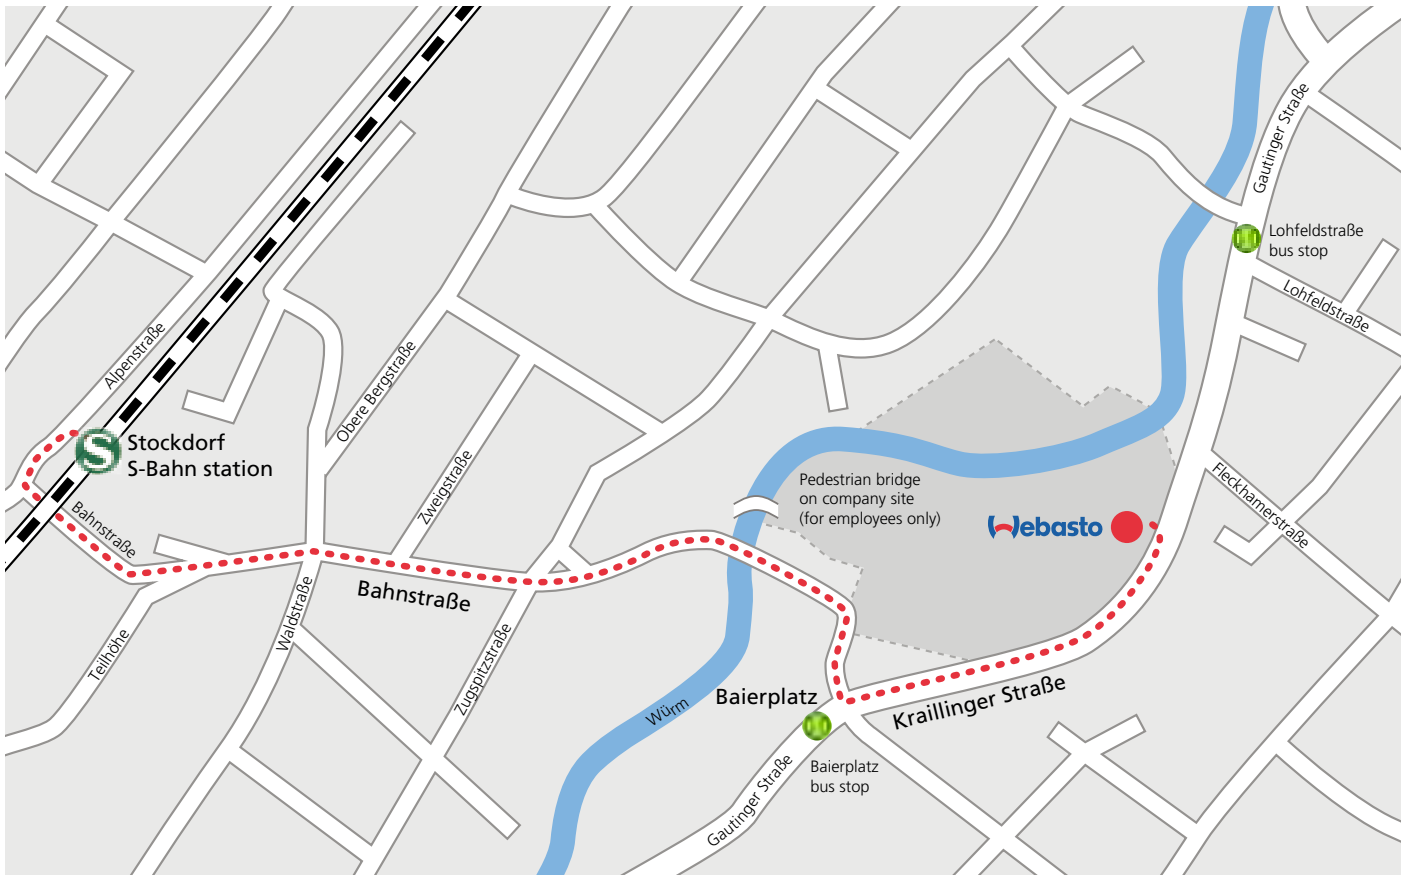 Gautinger Straße
Lohfeldstraße
bus stop
Lohfeldstraße
Alpenstraße
Obere Bergstraße
S
Stockdorf
S-Bahn station
Zweigstraße
Pedestrian bridge
on company site
(for employees only)
Webasto
Fleckhamerstraße
Bahnstraße
Bahnstraße
Waldstraße
Teilhöhe
Zugspitzstraße
Würm
Baierplatz
Kraillinger Straße
Baierplatz
bus stop
Gautinger Straße